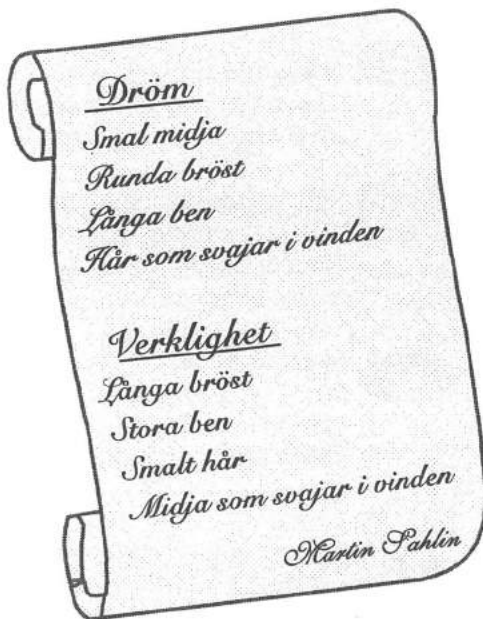 Dröm
Smal midja
Runda bröst
Långa ben
Hår som svajar i vinden
Verklighet
Långa bröst
Stora ben
Smalt hår
Midja som svajar i vinden
Martin Sahlin